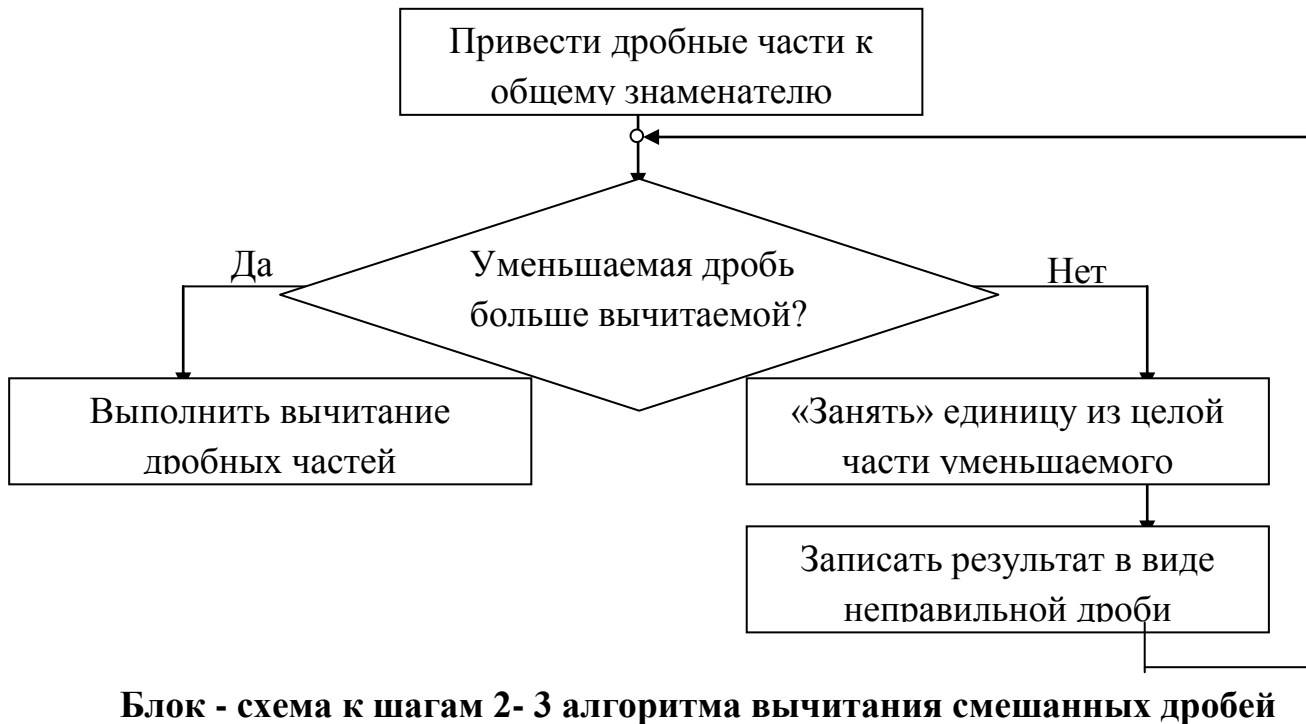 Привести дробные части к
общему знаменателю
Да
Уменьшаемая дробь
больше вычитаемой?
Нет
Выполнить вычитание
дробных частей
«Занять» единицу из целой
части уменьшаемого
Записать результат в виде
неправильной дроби
Блок - схема к шагам 2- 3 алгоритма вычитания смешанных дробей